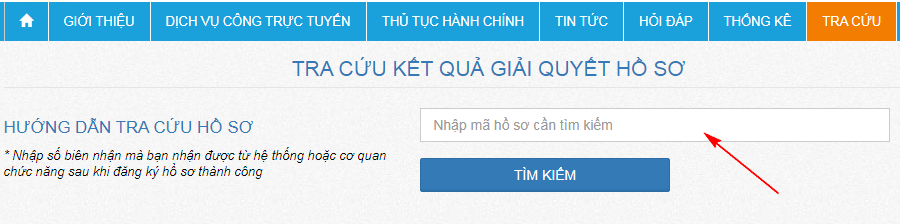 GIỚI THIỆU DỊCH VỤ CÔNG TRỰC TUYẾN THỦ TỤC HÀNH CHÍNH TIN TỨC HỎI ĐÁP THỐNG KÊ TRA CỨU
TRA CỨU KẾT QUẢ GIẢI QUYẾT HỒ SƠ
HƯỚNG DẪN TRA CỨU HỒ SƠ
* Nhập số biên nhận mà bạn nhận được từ hệ thống hoặc cơ quan
chức năng sau khi đăng ký hồ sơ thành công
Nhập mã hồ sơ cần tìm kiếm
TÌM KIẾM